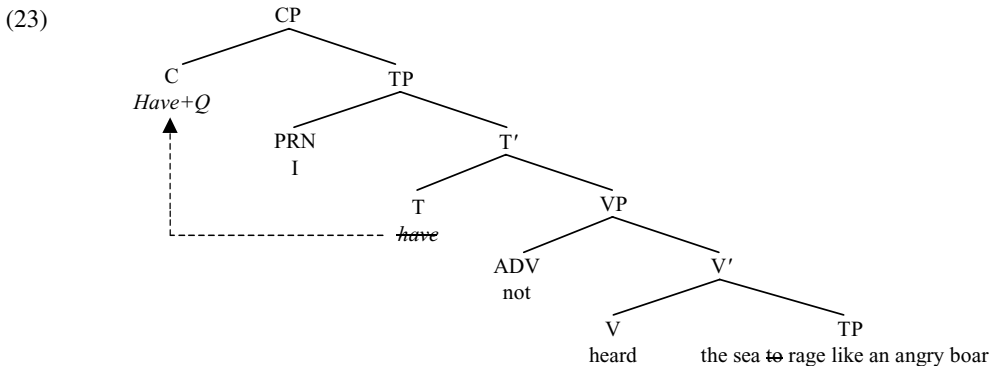 (23)
CP
C
TP
Have+Q
PRN
T′
I
T
VP
have
ADV
V′
not
V
TP
heard
the sea to rage like an angry boar